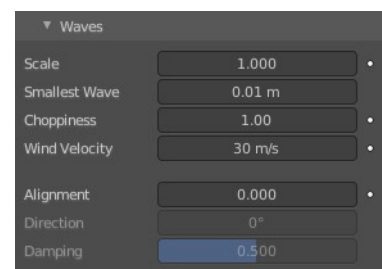 Waves
Scale 1.000
Smallest Wave 0.01 m
Choppiness 1.00
Wind Velocity 30 m/s
Alignment 0.000
Direction 0°
Damping 0.500